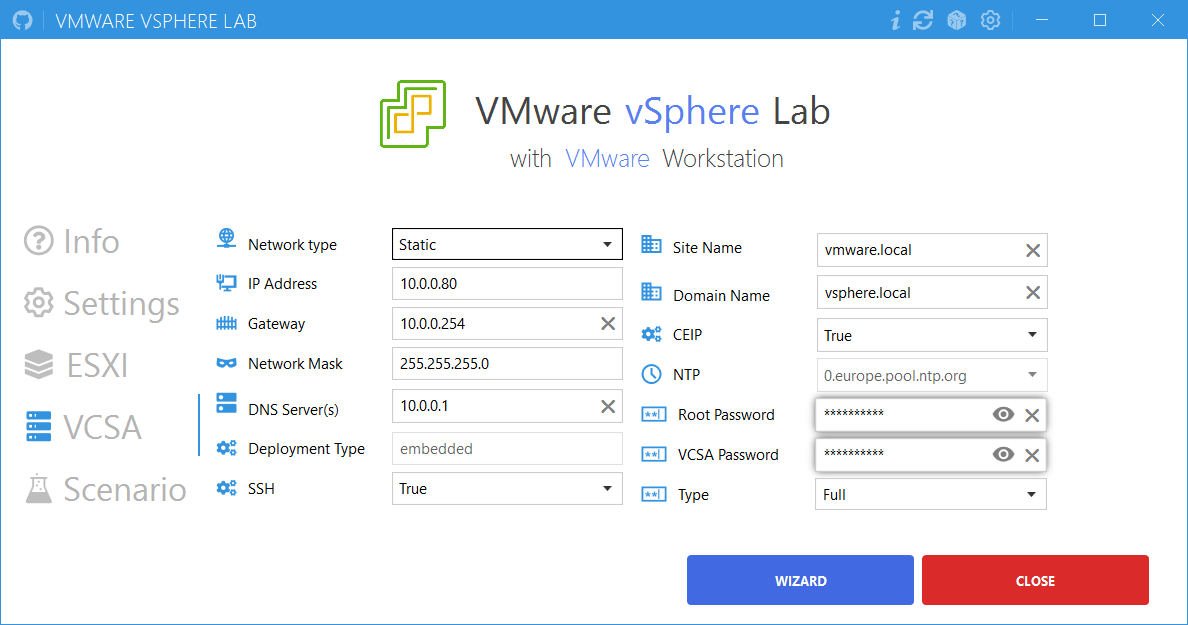 VMWARE VSPHERE LAB
VMware vSphere Lab
with VMware Workstation
Info
Settings
ESXI
VCSA
Scenario
Network type
Static
IP Address
10.0.0.80
Gateway
10.0.0.254
Network Mask
255.255.255.0
DNS Server(s)
10.0.0.1
Deployment Type
embedded
SSH
True
Site Name
vmware.local
Domain Name
vsphere.local
CEIP
True
NTP
0.europe.pool.ntp.org
Root Password
**********
VCSA Password
**********
Type
Full
WIZARD
CLOSE